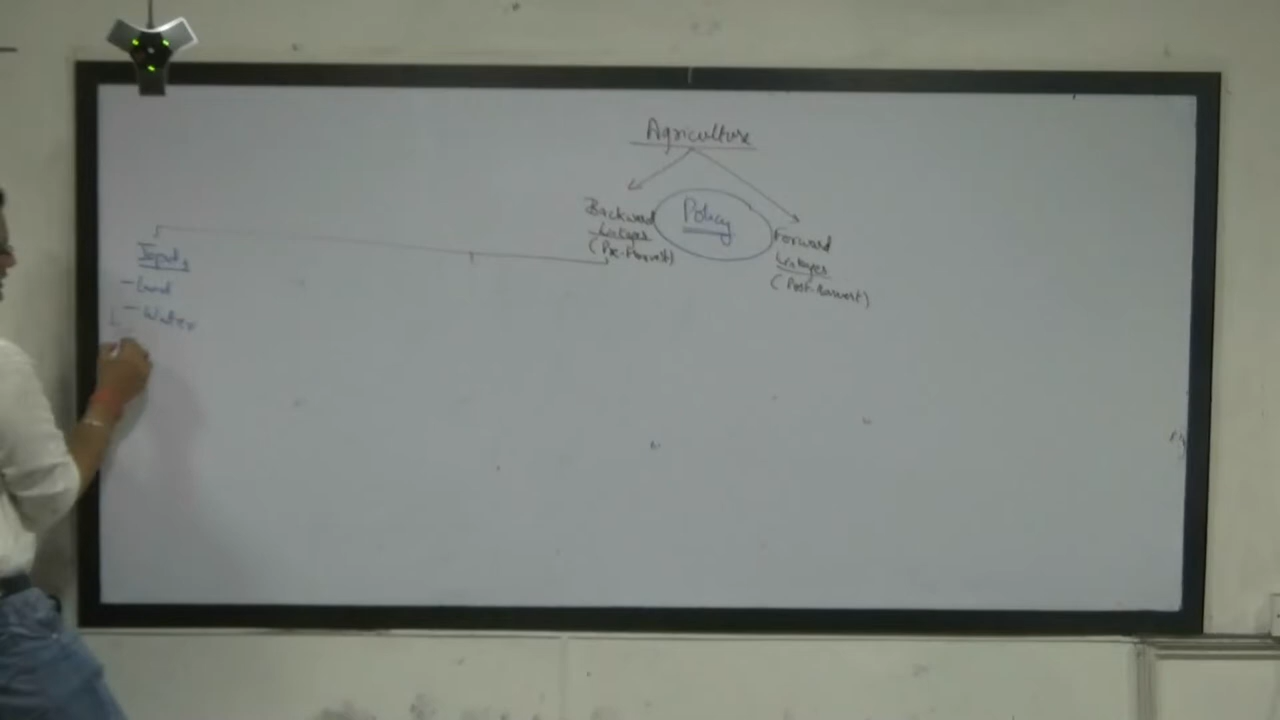 Agriculture
Policy
Backward
Linkages
(Pre-Harvest)
Forward
Linkages
(Post-Harvest)
Inputs
- Land
- Water